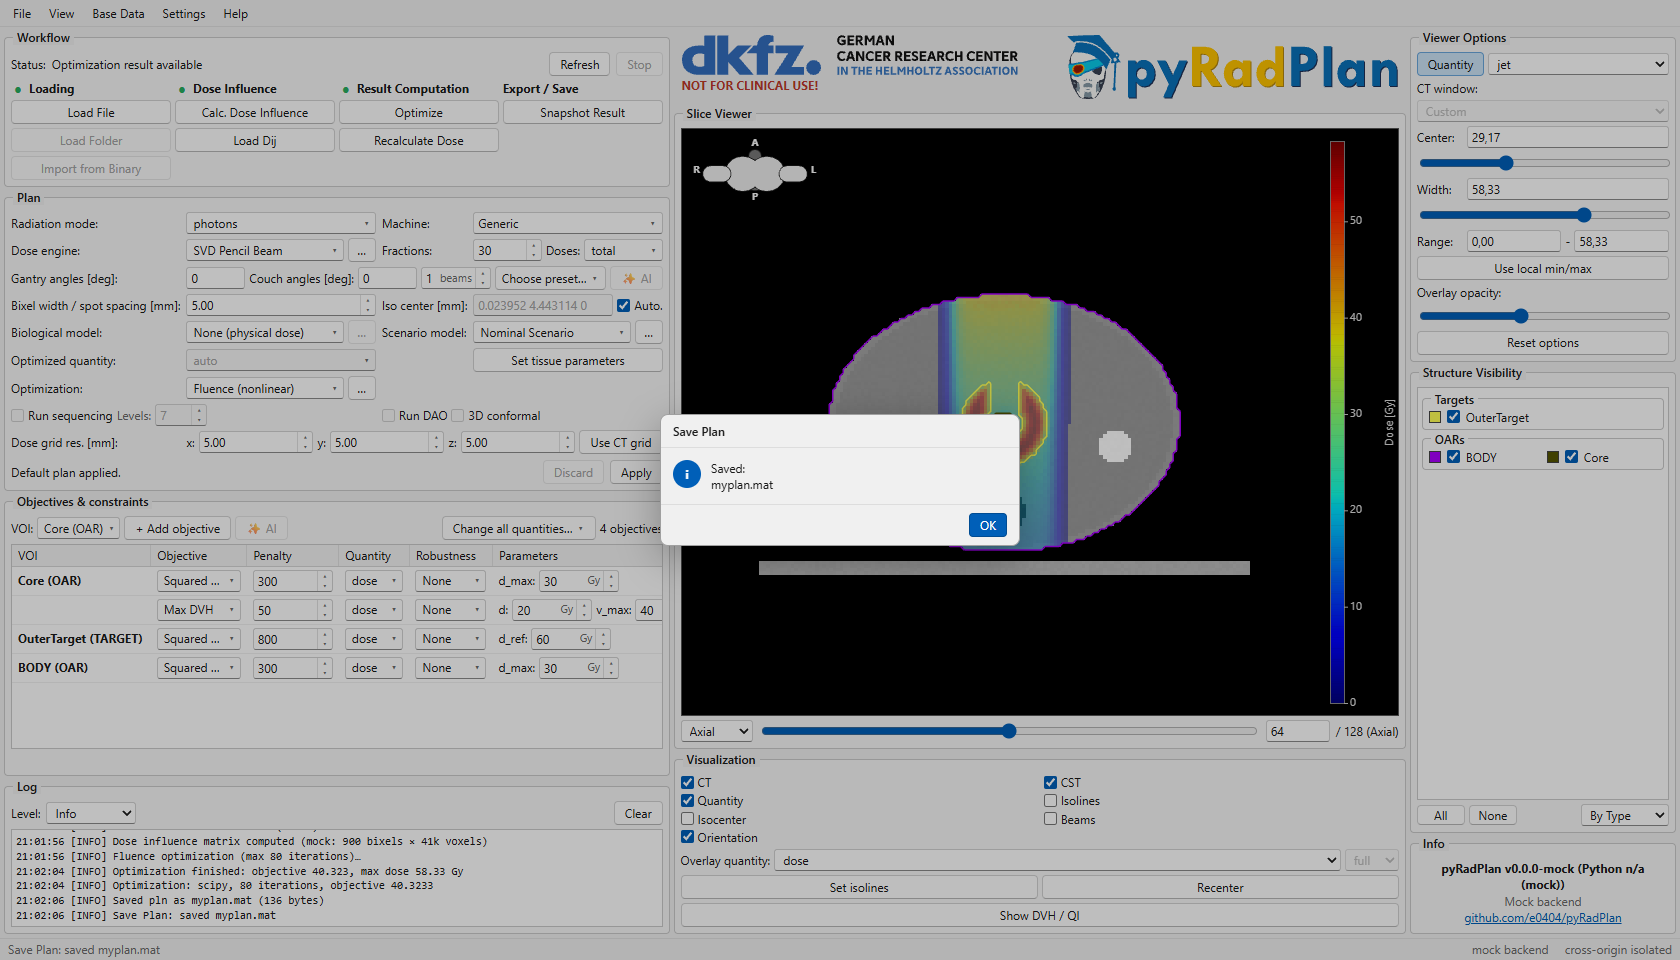 File View Base Data Settings Help
Workflow
Status: Optimization result available
Refresh Stop
Loading Dose Influence Result Computation Export / Save
Load File Calc. Dose Influence Optimize Snapshot Result
Load Folder Load Dij Recalculate Dose
Import from Binary
Plan
Radiation mode: photons Machine: Generic
Dose engine: SVD Pencil Beam ... Fractions: 30 Doses: total
Gantry angles [deg]: 0 Couch angles [deg]: 0 1 beams Choose preset... AI
Bixel width / spot spacing [mm]: 5.00 Iso center [mm]: 0.023952 4.443114 0 Auto.
Biological model: None (physical dose) ... Scenario model: Nominal Scenario ...
Optimized quantity: auto Set tissue parameters
Optimization: Fluence (nonlinear) ...
Run sequencing Levels: 7 Run DAO 3D conformal
Dose grid res. [mm]: x: 5.00 y: 5.00 z: 5.00 Use CT grid
Default plan applied. Discard Apply
Objectives & constraints
VOI: Core (OAR) + Add objective AI Change all quantities... 4 objectives
VOI Objective Penalty Quantity Robustness Parameters
Core (OAR) Squared ... 300 dose None d_max: 30 Gy
Max DVH 50 dose None d: 20 Gy v_max: 40
OuterTarget (TARGET) Squared ... 800 dose None d_ref: 60 Gy
BODY (OAR) Squared ... 300 dose None d_max: 30 Gy
Log
Level: Info Clear
21:01:56 [INFO] Dose influence matrix computed (mock: 900 bixels × 41k voxels)
21:01:56 [INFO] Fluence optimization (max 80 iterations)…
21:02:04 [INFO] Optimization finished: objective 40.323, max dose 58.33 Gy
21:02:04 [INFO] Optimization: scipy, 80 iterations, objective 40.3233
21:02:06 [INFO] Saved pln as myplan.mat (136 bytes)
21:02:06 [INFO] Save Plan: saved myplan.mat
Save Plan: saved myplan.mat
dkfz.
GERMAN
CANCER RESEARCH CENTER
IN THE HELMHOLTZ ASSOCIATION
NOT FOR CLINICAL USE!
pyRadPlan
Slice Viewer
A
R L
P
50
40
30
20
10
0
Dose [Gy]
Save Plan
Saved:
myplan.mat
OK
Axial 64 / 128 (Axial)
Visualization
CT CST
Quantity Isolines
Isocenter Beams
Orientation
Overlay quantity: dose full
Set isolines Recenter
Show DVH / QI
Viewer Options
Quantity jet
CT window:
Custom
Center: 29,17
Width: 58,33
Range: 0,00 - 58,33
Use local min/max
Overlay opacity:
Reset options
Structure Visibility
Targets
OuterTarget
OARs
BODY Core
All None By Type
Info
pyRadPlan v0.0.0-mock (Python n/a
(mock))
Mock backend
github.com/e0404/pyRadPlan
mock backend cross-origin isolated